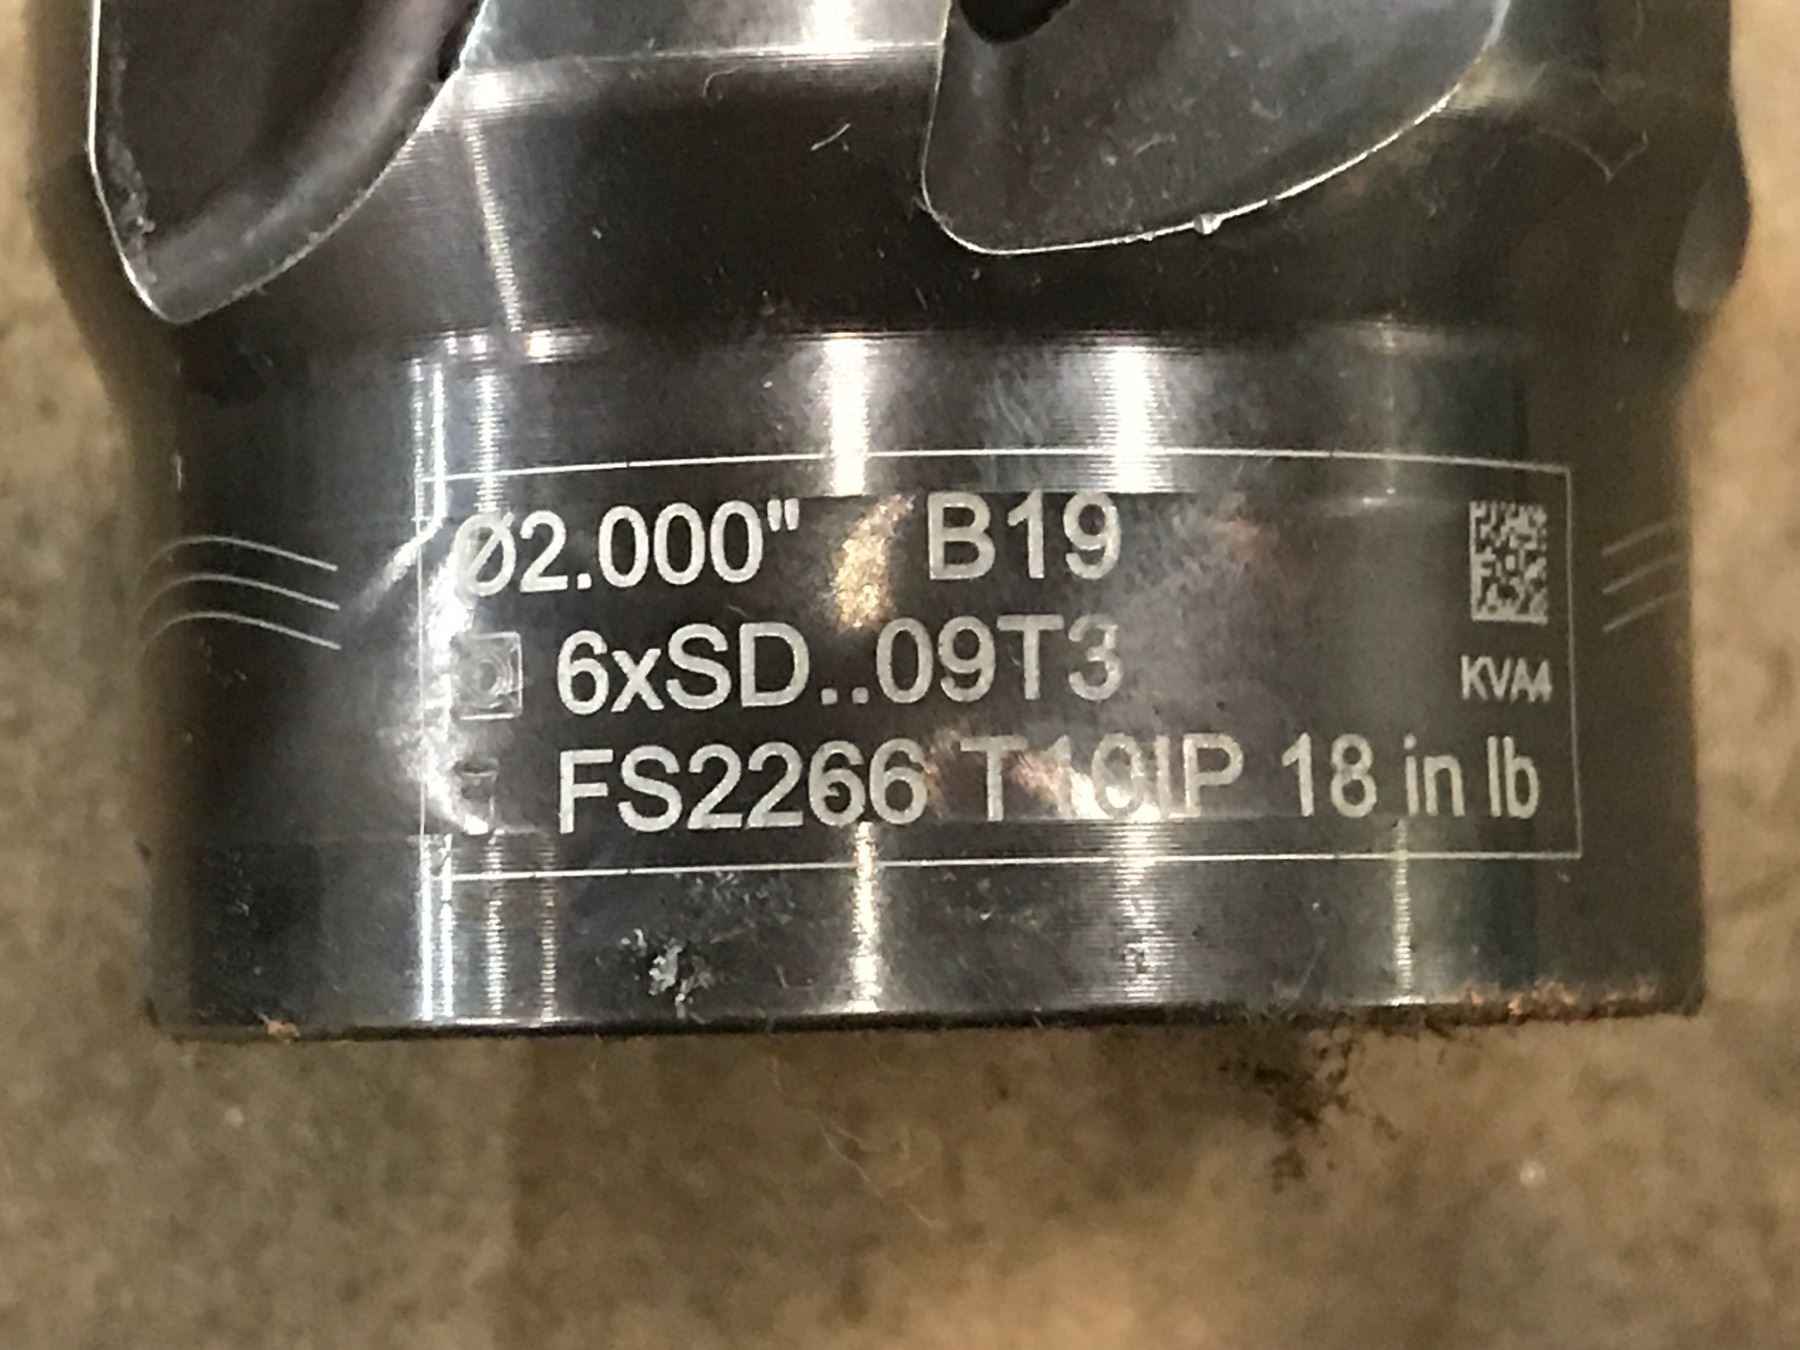 Ø2.000" B19
6xSD..09T3
KVA4
FS2266 T10IP 18 in lb